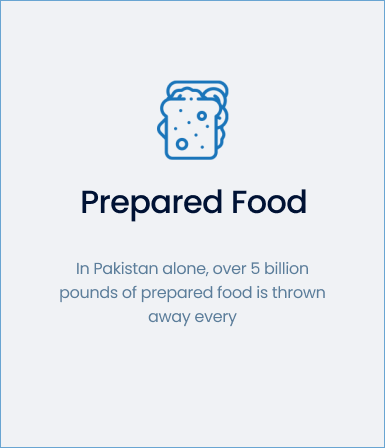 Prepared Food
In Pakistan alone, over 5 billion
pounds of prepared food is thrown
away every